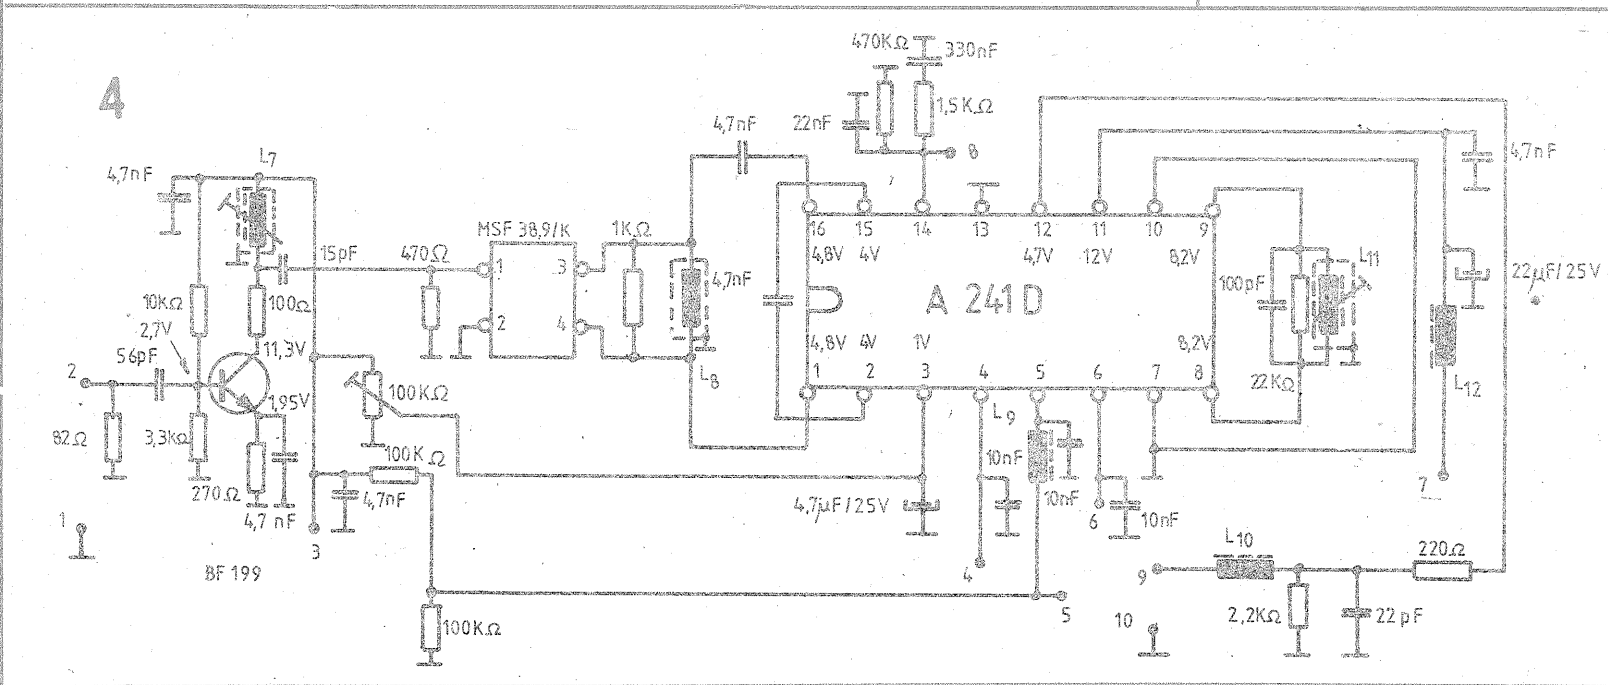 4
470KΩ
330nF
22nF
1,5KΩ
8
4,7nF
4,7nF
L7
4,7nF
MSF 38,9/K
1KΩ
15pF
470Ω
1
3
2
4
4,7nF
L8
16
15
14
13
12
11
10
9
4,8V
4V
4,7V
12V
8,2V
A 241 D
4,8V
4V
1V
8,2V
1
2
3
4
5
6
7
8
100pF
L11
22KΩ
22µF/25V
L12
7
10KΩ
100Ω
2,7V
56pF
11,3V
2
1,95V
82Ω
3,3kΩ
270Ω
4,7 nF
100KΩ
100KΩ
4,7nF
3
1
BF 199
4,7µF/25V
L9
10nF
10nF
4
6
10nF
100KΩ
5
L10
9
220Ω
10
2,2KΩ
22pF